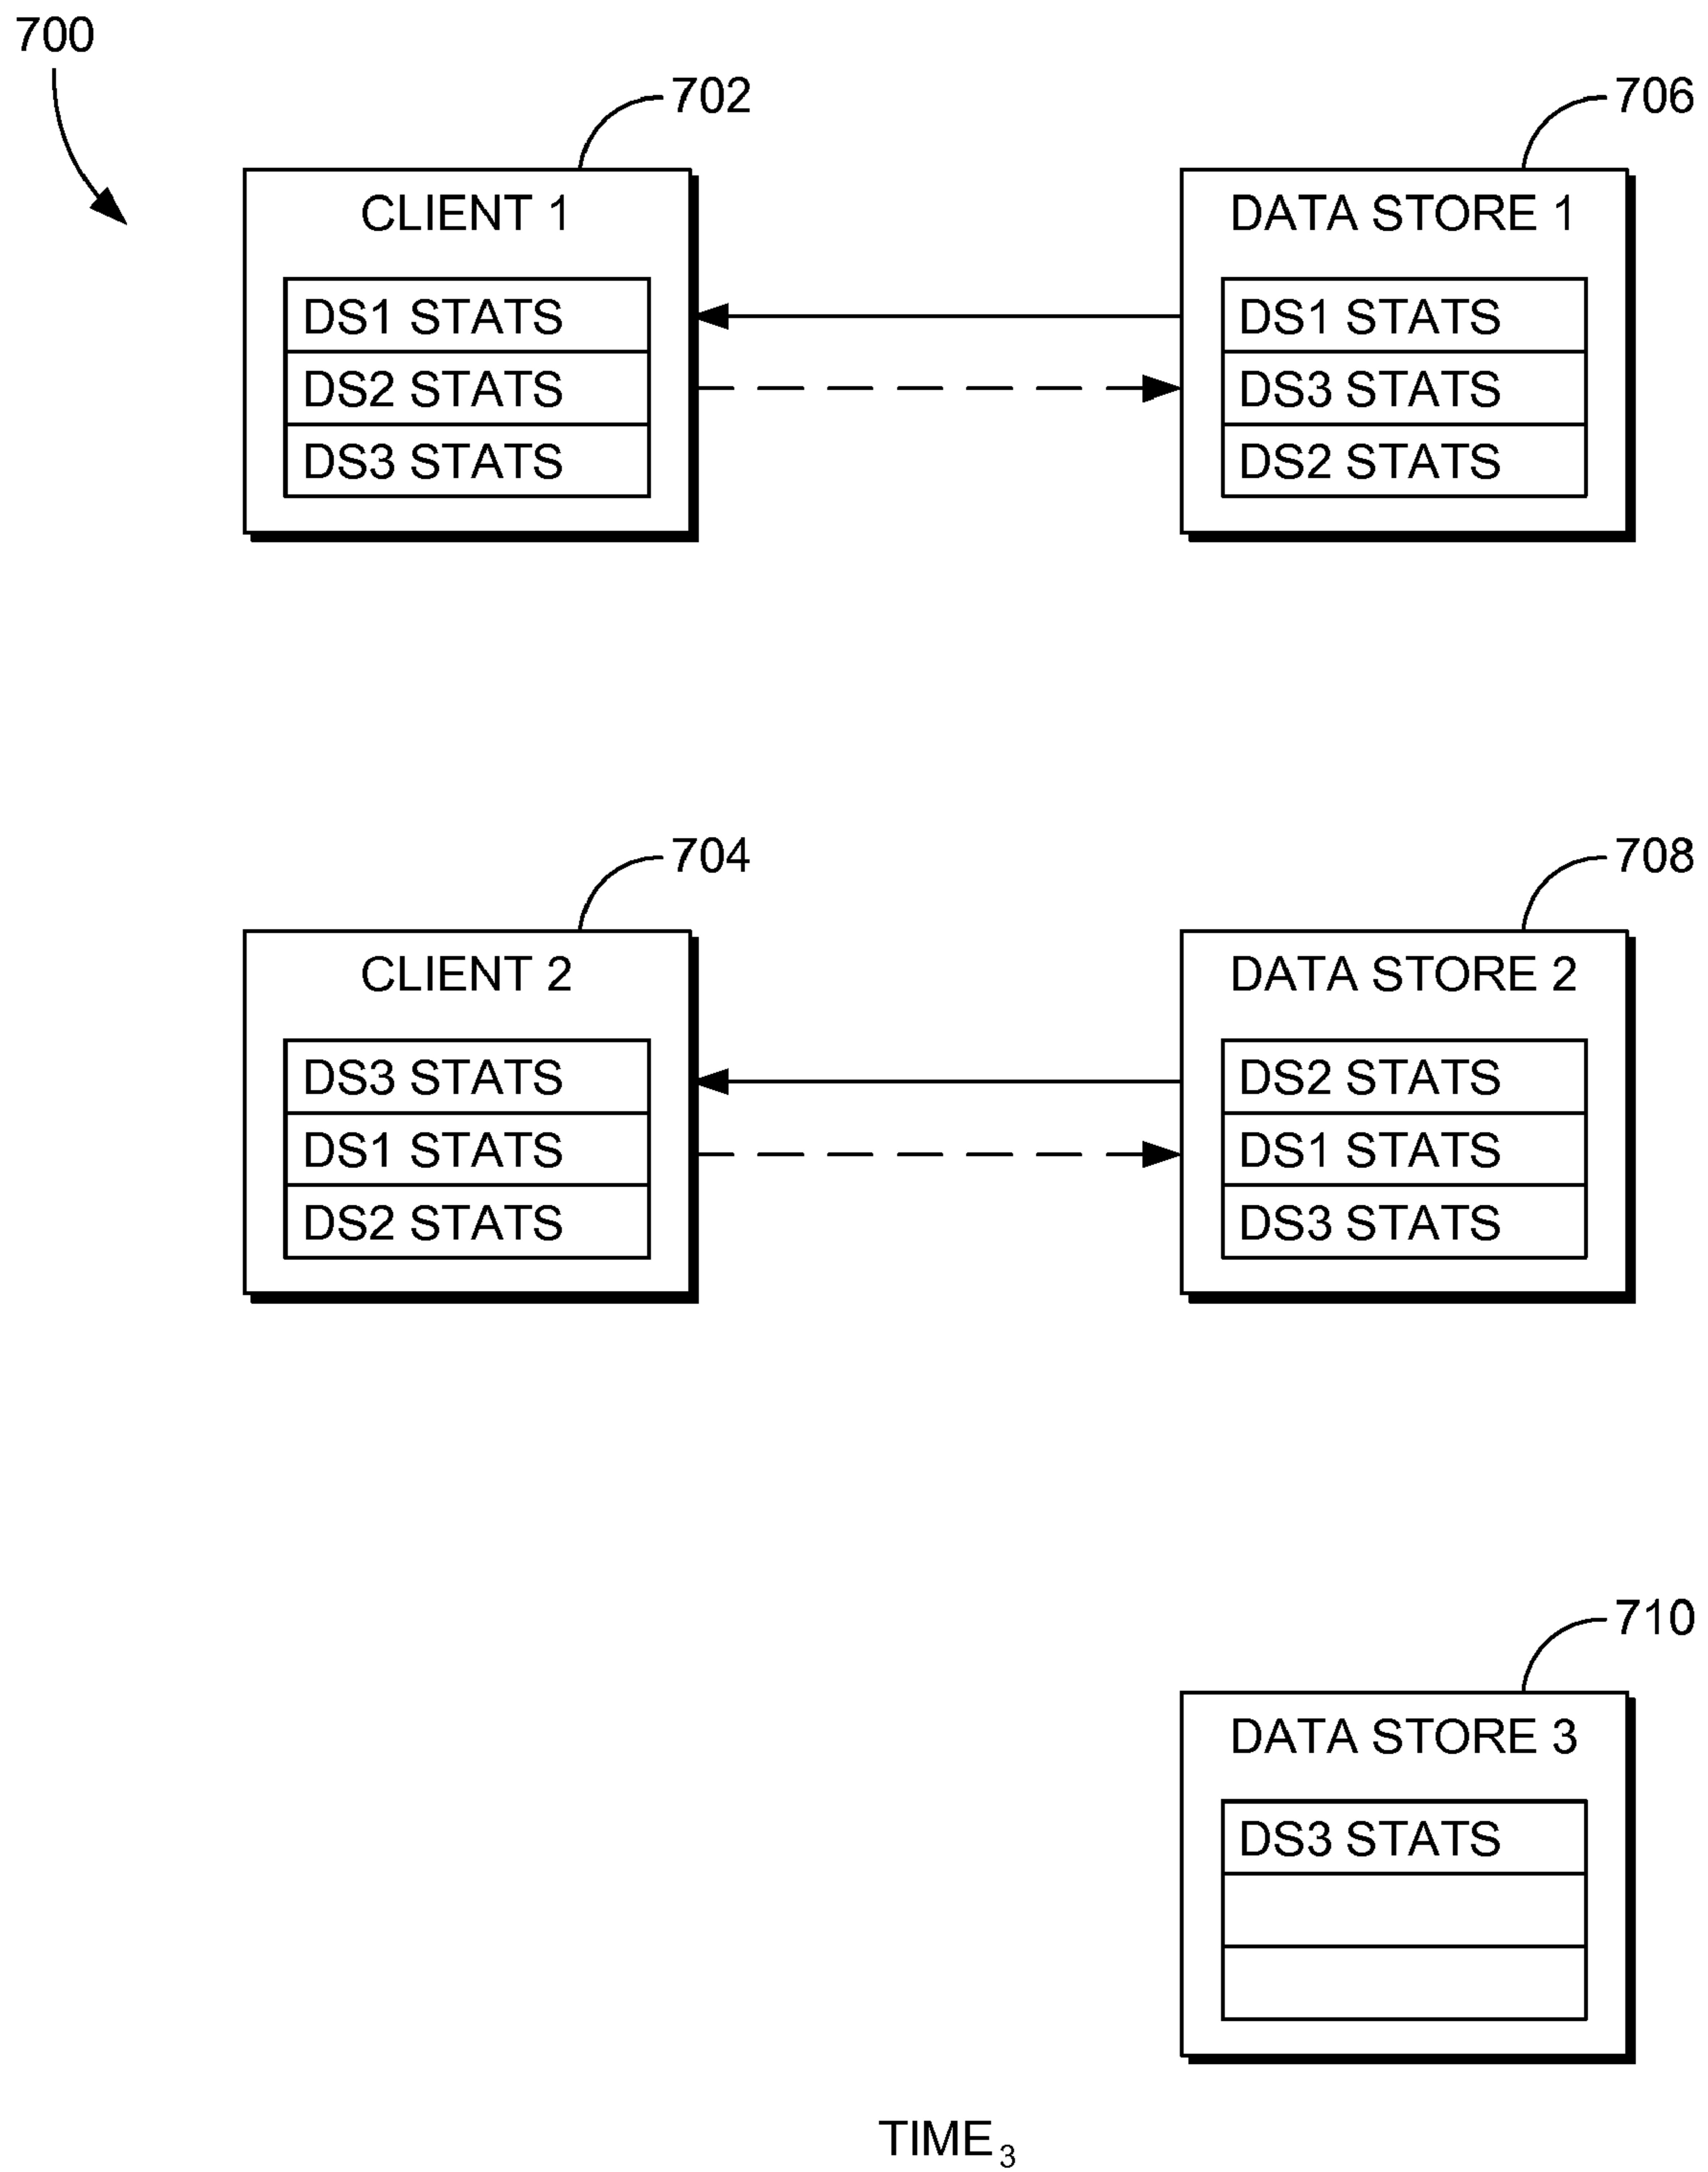 700
702
706
CLIENT 1
DS1 STATS
DS2 STATS
DS3 STATS
DATA STORE 1
DS1 STATS
DS3 STATS
DS2 STATS
704
708
CLIENT 2
DS3 STATS
DS1 STATS
DS2 STATS
DATA STORE 2
DS2 STATS
DS1 STATS
DS3 STATS
710
DATA STORE 3
DS3 STATS
TIME3